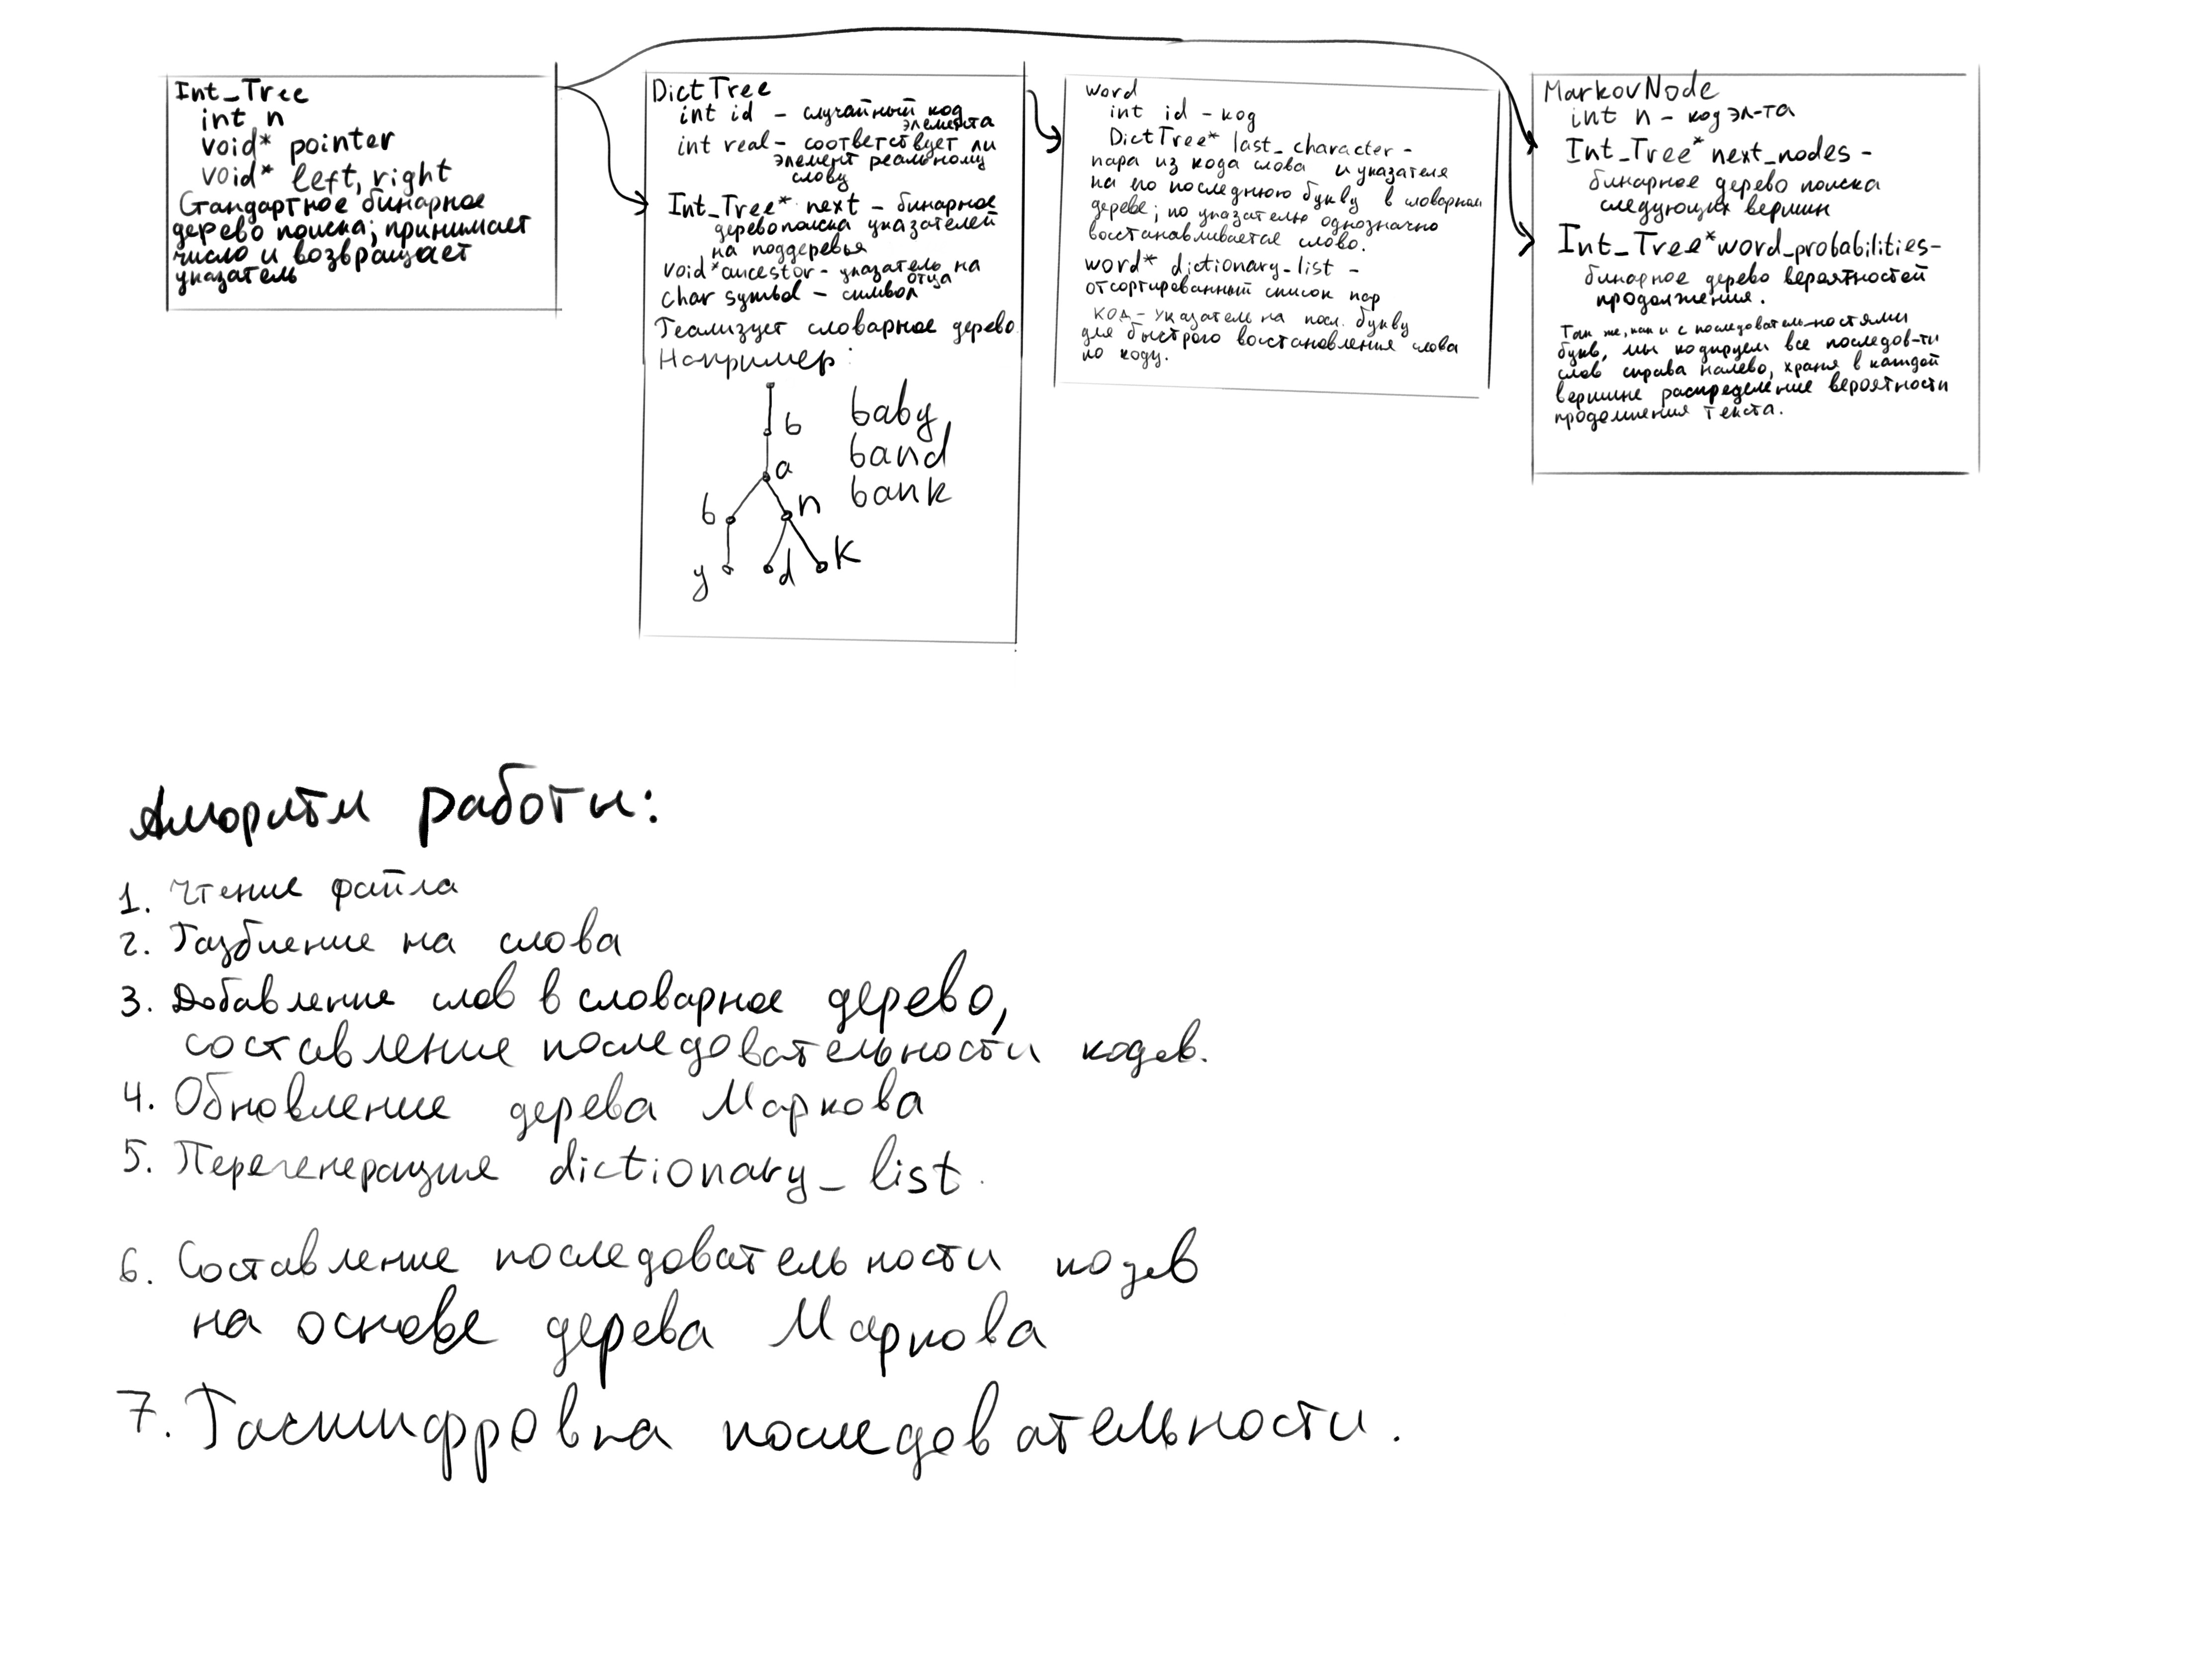 Int_Tree
int n
void* pointer
void* left, right
Стандартное бинарное
дерево поиска; принимает
число и возвращает
указатель
DictTree
int id - случайный код
элемента
int real - соответствует ли
элемент реальному
слову
Int_Tree* next - бинарное
дерево поиска указателей
на поддеревья
void* ancestor - указатель на
отца
char symbol - символ
Реализует словарное дерево.
Например:
b
a
b n
y d k
baby
band
bank
word
int id - код
DictTree* last_character -
пара из кода слова и указателя
на его последнюю букву в словарном
дереве; по указателю однозначно
восстанавливается слово.
word* dictionary_list -
отсортированный список пар
код - указатель на посл. букву
для быстрого восстановления слова
по коду.
MarkovNode
int n - код эл-та
Int_Tree* next_nodes -
бинарное дерево поиска
следующих вершин
Int_Tree* word_probabilities -
бинарное дерево вероятностей
продолжения.
Так же, как и с последователь-ностями
букв, мы кодируем все последов-ти
слов справа налево, храня в каждой
вершине распределение вероятности
продолжения текста.
Алгоритм работы:
1. Чтение файла
2. Разбиение на слова
3. Добавление слов в словарное дерево,
составление последовательности кодов.
4. Обновление дерева Маркова
5. Перегенерация dictionary_list.
6. Составление последовательности кодов
на основе дерева Маркова
7. Расшифровка последовательности.